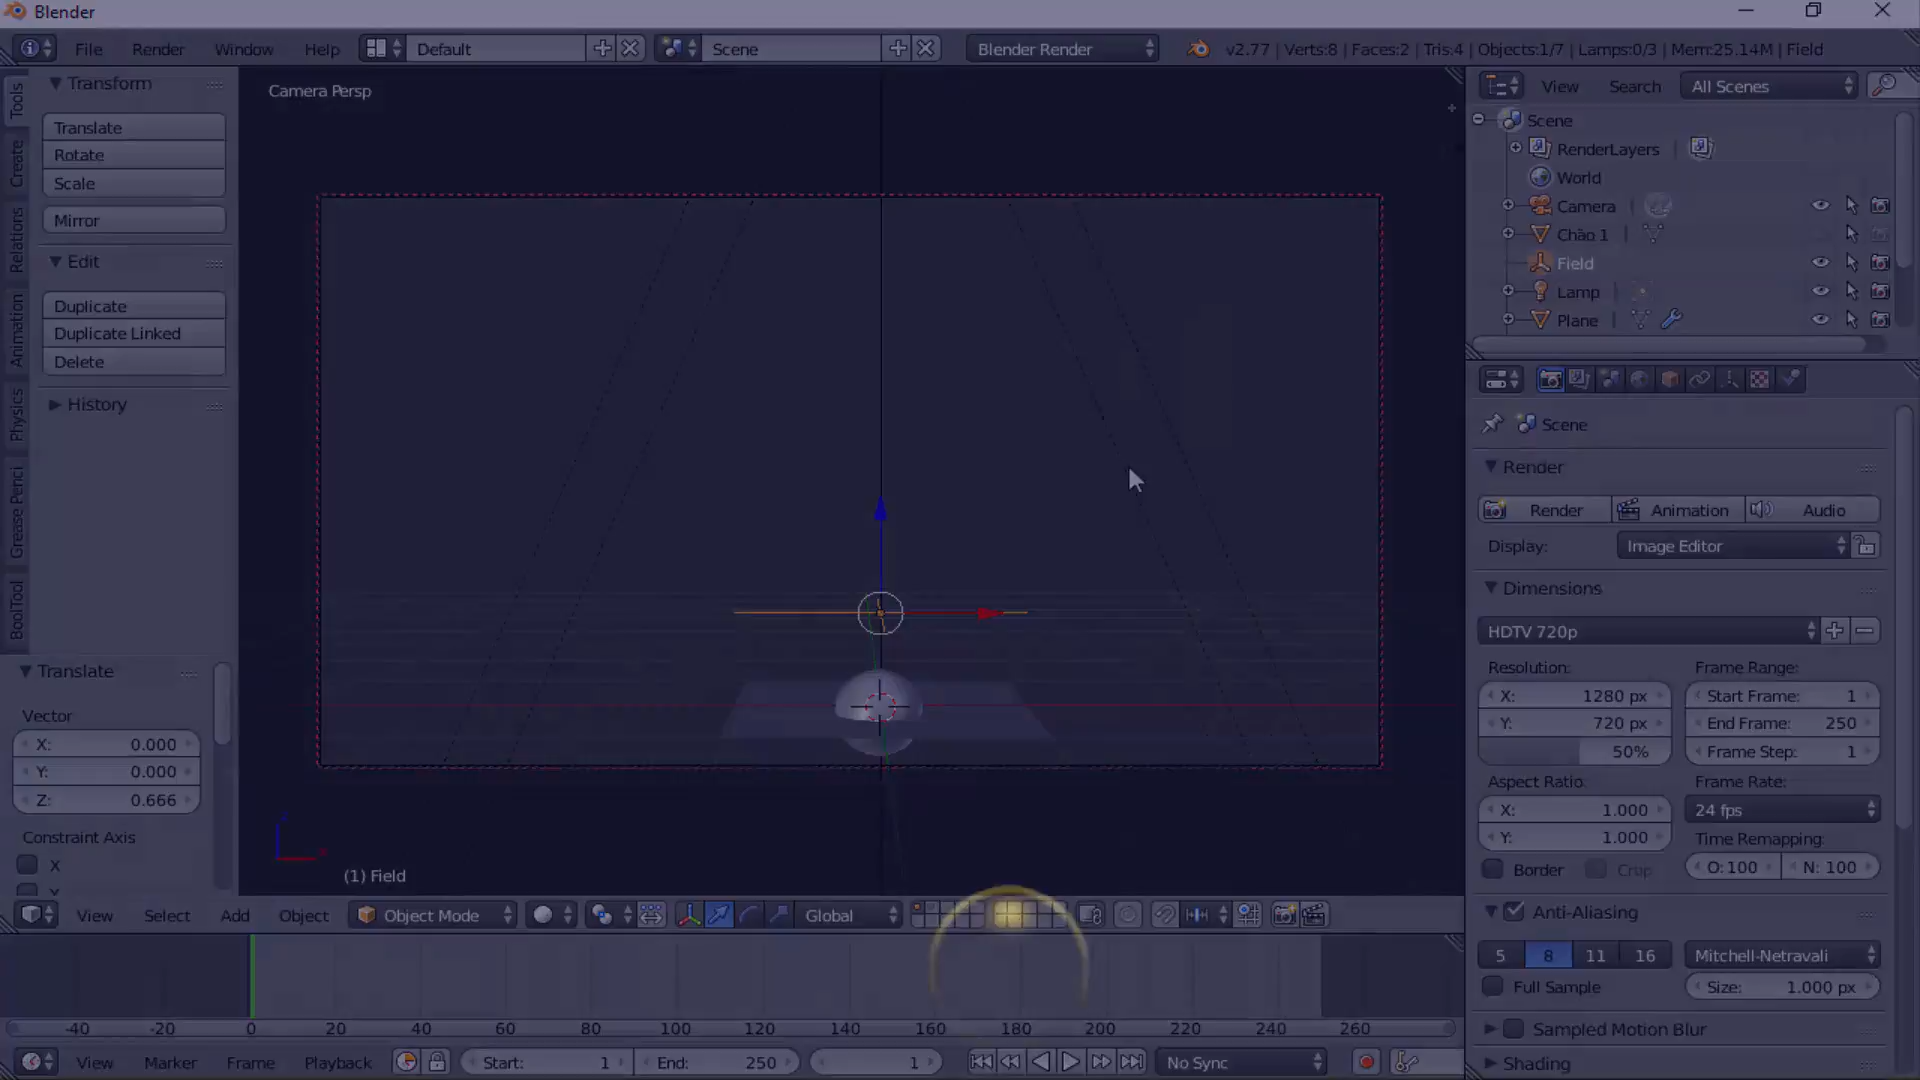 Blender
File Render Window Help Default Scene Blender Render v2.77 | Verts:8 | Faces:2 | Tris:4 | Objects:1/7 | Lamps:0/3 | Mem:25.14M | Field
Tools
Create
Relations
Animation
Physics
Grease Penci
BoolTool
Transform
Translate
Rotate
Scale
Mirror
Edit
Duplicate
Duplicate Linked
Delete
History
Translate
Vector
X: 0.000
Y: 0.000
Z: 0.666
Constraint Axis
X
Camera Persp
(1) Field
View Select Add Object Object Mode Global
-40 -20 0 20 40 60 80 100 120 140 160 180 200 220 240 260
View Marker Frame Playback Start: 1 End: 250 1 No Sync
View Search All Scenes
Scene
RenderLayers
World
Camera
Chão 1
Field
Lamp
Plane
Scene
Render
Render Animation Audio
Display: Image Editor
Dimensions
HDTV 720p
Resolution: Frame Range:
X: 1280 px Start Frame: 1
Y: 720 px End Frame: 250
50% Frame Step: 1
Aspect Ratio: Frame Rate:
X: 1.000 24 fps
Y: 1.000 Time Remapping:
Border Crop O: 100 N: 100
Anti-Aliasing
5 8 11 16 Mitchell-Netravali
Full Sample Size: 1.000 px
Sampled Motion Blur
Shading